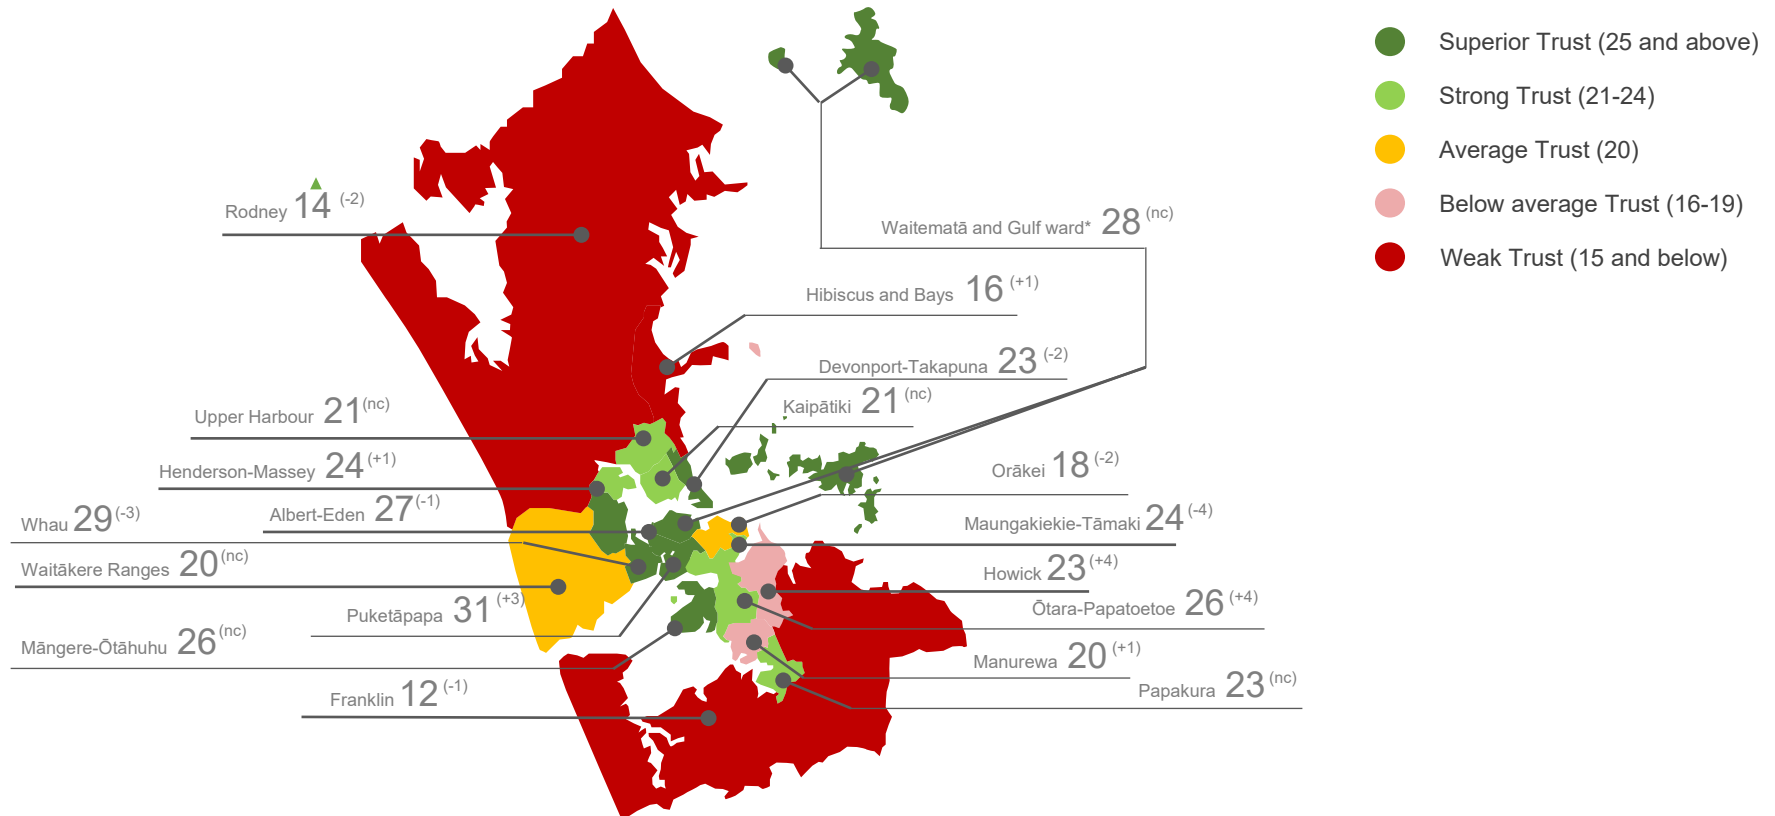 Superior Trust (25 and above)
Strong Trust (21-24)
Average Trust (20)
Below average Trust (16-19)
Weak Trust (15 and below)
Rodney 14 (-2)
Waitematā and Gulf ward* 28 (nc)
Hibiscus and Bays 16 (+1)
Devonport-Takapuna 23 (-2)
Kaipātiki 21 (nc)
Upper Harbour 21 (nc)
Henderson-Massey 24 (+1)
Orākei 18 (-2)
Albert-Eden 27 (-1)
Whau 29 (-3)
Maungakiekie-Tāmaki 24 (-4)
Waitākere Ranges 20 (nc)
Howick 23 (+4)
Puketāpapa 31 (+3)
Ōtara-Papatoetoe 26 (+4)
Māngere-Ōtāhuhu 26 (nc)
Manurewa 20 (+1)
Franklin 12 (-1)
Papakura 23 (nc)